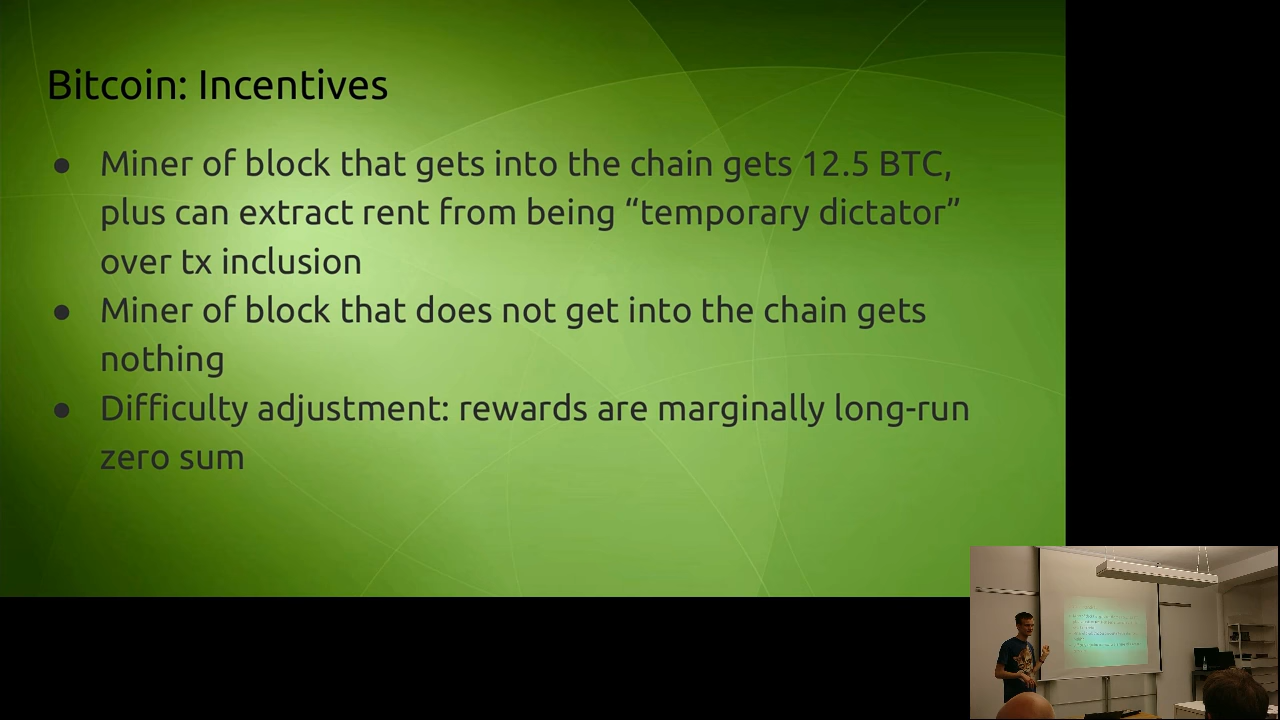 Bitcoin: Incentives
● Miner of block that gets into the chain gets 12.5 BTC,
plus can extract rent from being “temporary dictator”
over tx inclusion
● Miner of block that does not get into the chain gets
nothing
● Difficulty adjustment: rewards are marginally long-run
zero sum